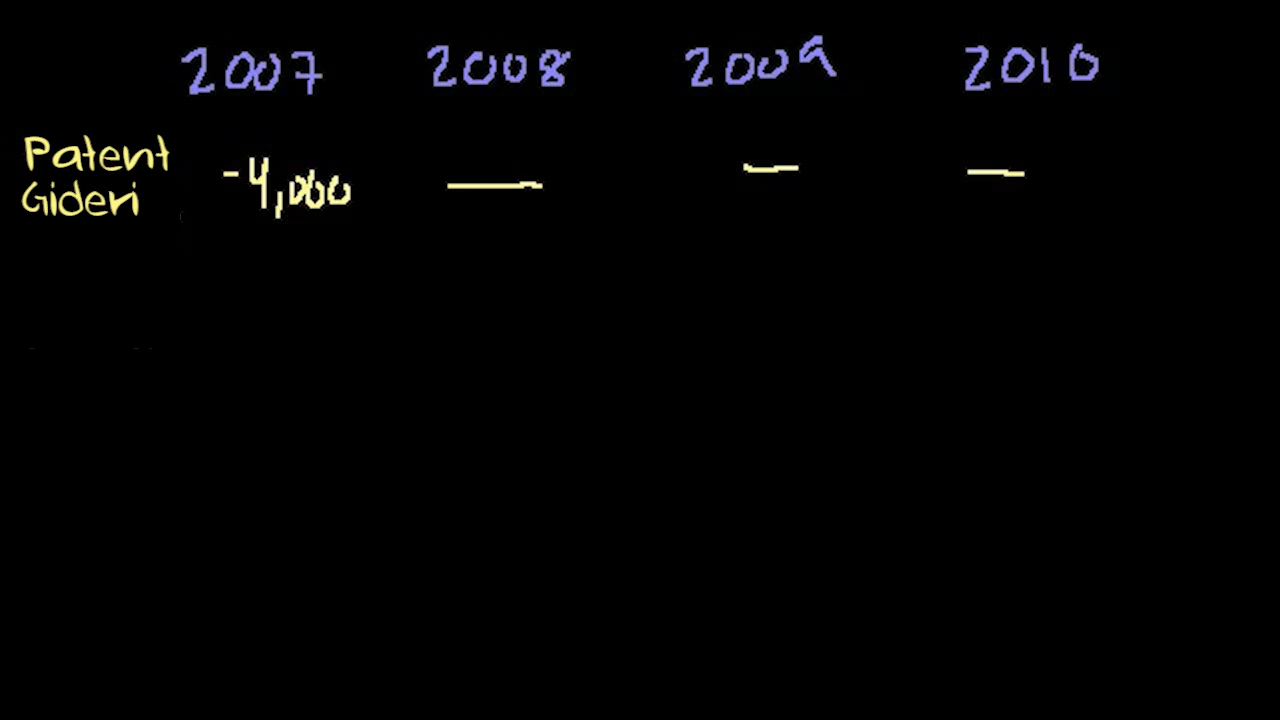 2007 2008 2009 2010
Patent -4,000 — — —
Gideri